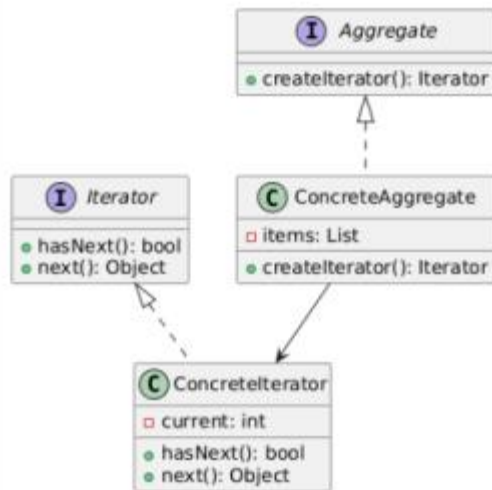 I Aggregate
createIterator(): Iterator
I Iterator
hasNext(): bool
next(): Object
C ConcreteAggregate
items: List
createIterator(): Iterator
C ConcreteIterator
current: int
hasNext(): bool
next(): Object